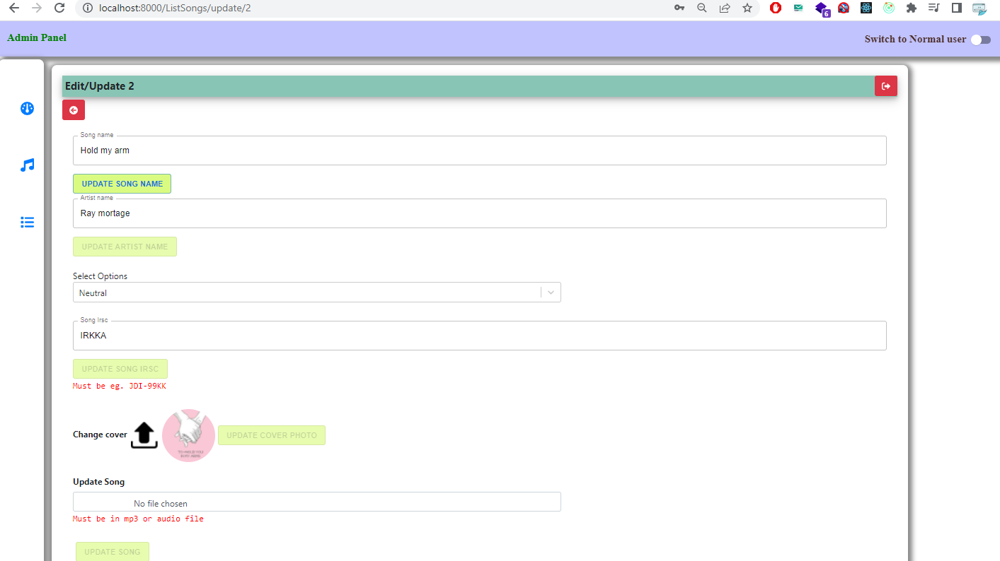 localhost:8000/ListSongs/update/2
6
Admin Panel
Switch to Normal user
Edit/Update 2
Song name
Hold my arm
UPDATE SONG NAME
Artist name
Ray mortage
UPDATE ARTIST NAME
Select Options
Neutral
Song Irsc
IRKKA
UPDATE SONG IRSC
Must be eg. JDI-99KK
Change cover
UPDATE COVER PHOTO
Update Song
No file chosen
Must be in mp3 or audio file
UPDATE SONG